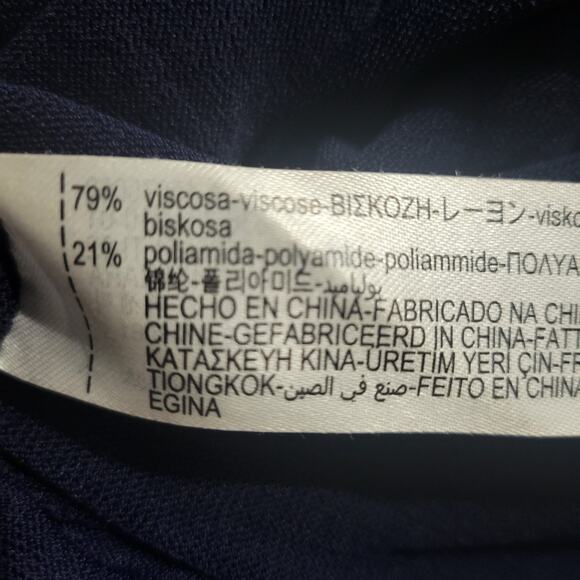 79% viscosa-viscose-ΒΙΣΚΟΖΗ-レーヨン-visko
biskosa
21% poliamida-polyamide-poliammide-ΠΟΛΥΑ
锦纶-폴리아미드-بولياميد
HECHO EN CHINA-FABRICADO NA CHI
CHINE-GEFABRICEERD IN CHINA-FATT
ΚΑΤΑΣΚΕΥΗ ΚΙΝΑ-ÜRETIM YERI ÇIN-FR
TIONGKOK-صنع في الصين-FEITO EN CHINA
EGINA